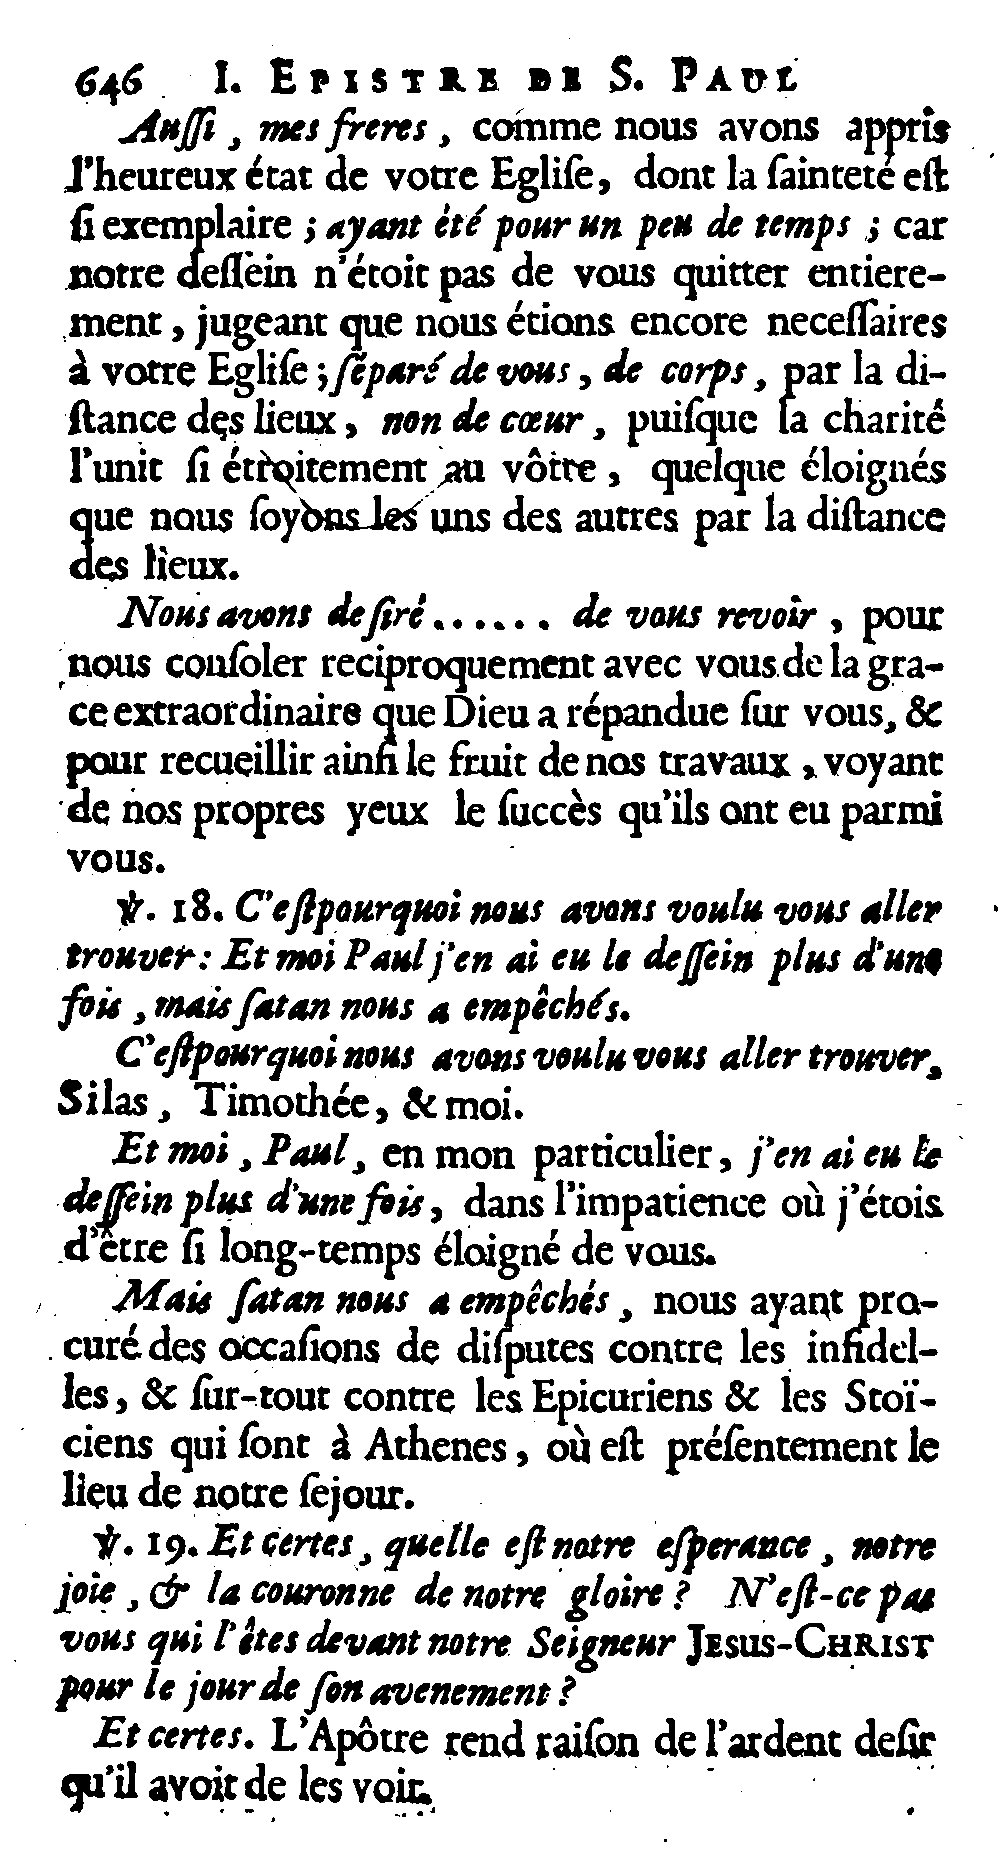 646 I. EPISTRE DE S. PAUL
Auſſi, mes freres, comme nous avons appris
l'heureux état de votre Egliſe, dont la ſainteté eſt
ſi exemplaire ; ayant été pour un peu de temps ; car
notre deſſein n'étoit pas de vous quitter entiere-
ment, jugeant que nous étions encore neceſſaires
à votre Egliſe ; ſéparé de vous, de corps, par la di-
ſtance des lieux, non de cœur, puiſque la charité
l'unit ſi étroitement au vôtre, quelque éloignés
que nous ſoyons les uns des autres par la diſtance
des lieux.
Nous avons deſiré...... de vous revoir, pour
nous conſoler reciproquement avec vous de la gra-
ce extraordinaire que Dieu a répandue ſur vous, &
pour recueillir ainſi le fruit de nos travaux, voyant
de nos propres yeux le ſuccès qu'ils ont eu parmi
vous.
℣. 18. C'eſtpourquoi nous avons voulu vous aller
trouver: Et moi Paul j'en ai eu le deſſein plus d'une
fois, mais ſatan nous a empêchés.
C'eſtpourquoi nous avons voulu vous aller trouver,
Silas, Timothée, & moi.
Et moi, Paul, en mon particulier, j'en ai eu le
deſſein plus d'une fois, dans l'impatience où j'étois
d'être ſi long-temps éloigné de vous.
Mais ſatan nous a empêchés, nous ayant pro-
curé des occaſions de diſputes contre les infidel-
les, & ſur-tout contre les Epicuriens & les Stoï-
ciens qui ſont à Athenes, où eſt préſentement le
lieu de notre ſejour.
℣. 19. Et certes, quelle eſt notre eſperance, notre
joie, & la couronne de notre gloire ? N'eſt-ce pas
vous qui l'êtes devant notre Seigneur JESUS-CHRIST
pour le jour de ſon avenement ?
Et certes. L'Apôtre rend raiſon de l'ardent deſir
qu'il avoit de les voir.